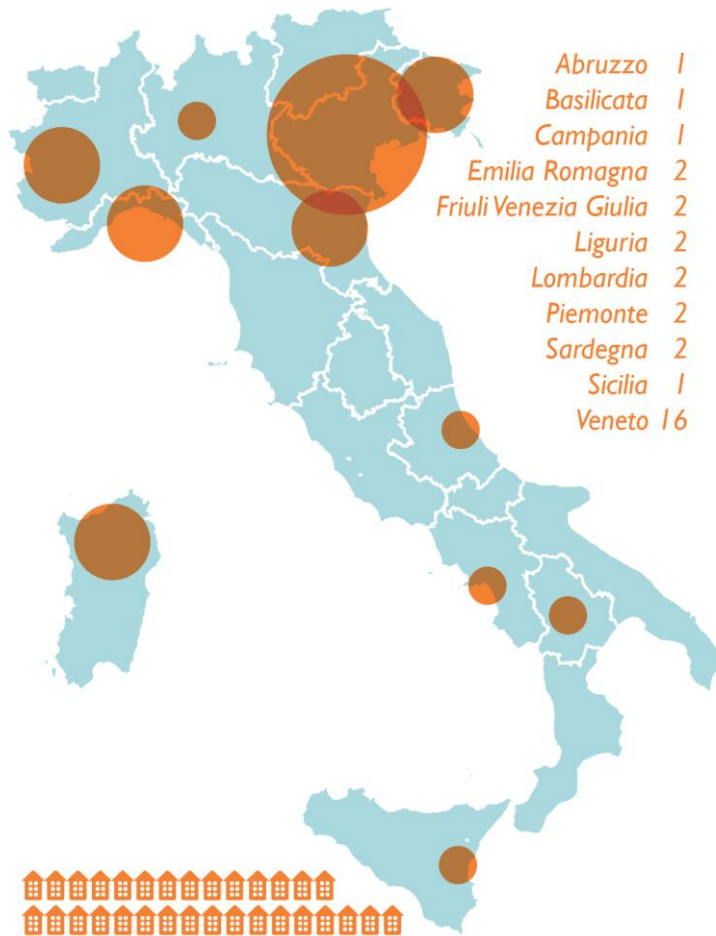 Abruzzo 1
Basilicata 1
Campania 1
Emilia Romagna 2
Friuli Venezia Giulia 2
Liguria 2
Lombardia 2
Piemonte 2
Sardegna 2
Sicilia 1
Veneto 16